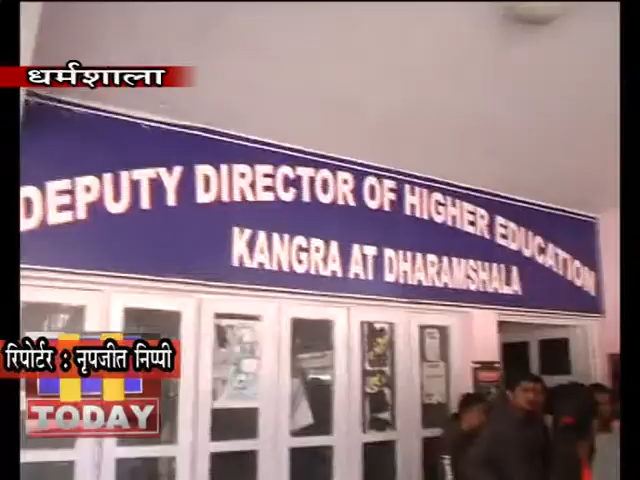 धर्मशाला
DEPUTY DIRECTOR OF HIGHER EDUCATION
KANGRA AT DHARAMSHALA
रिपोर्टर : नृपजीत निप्पी
TODAY